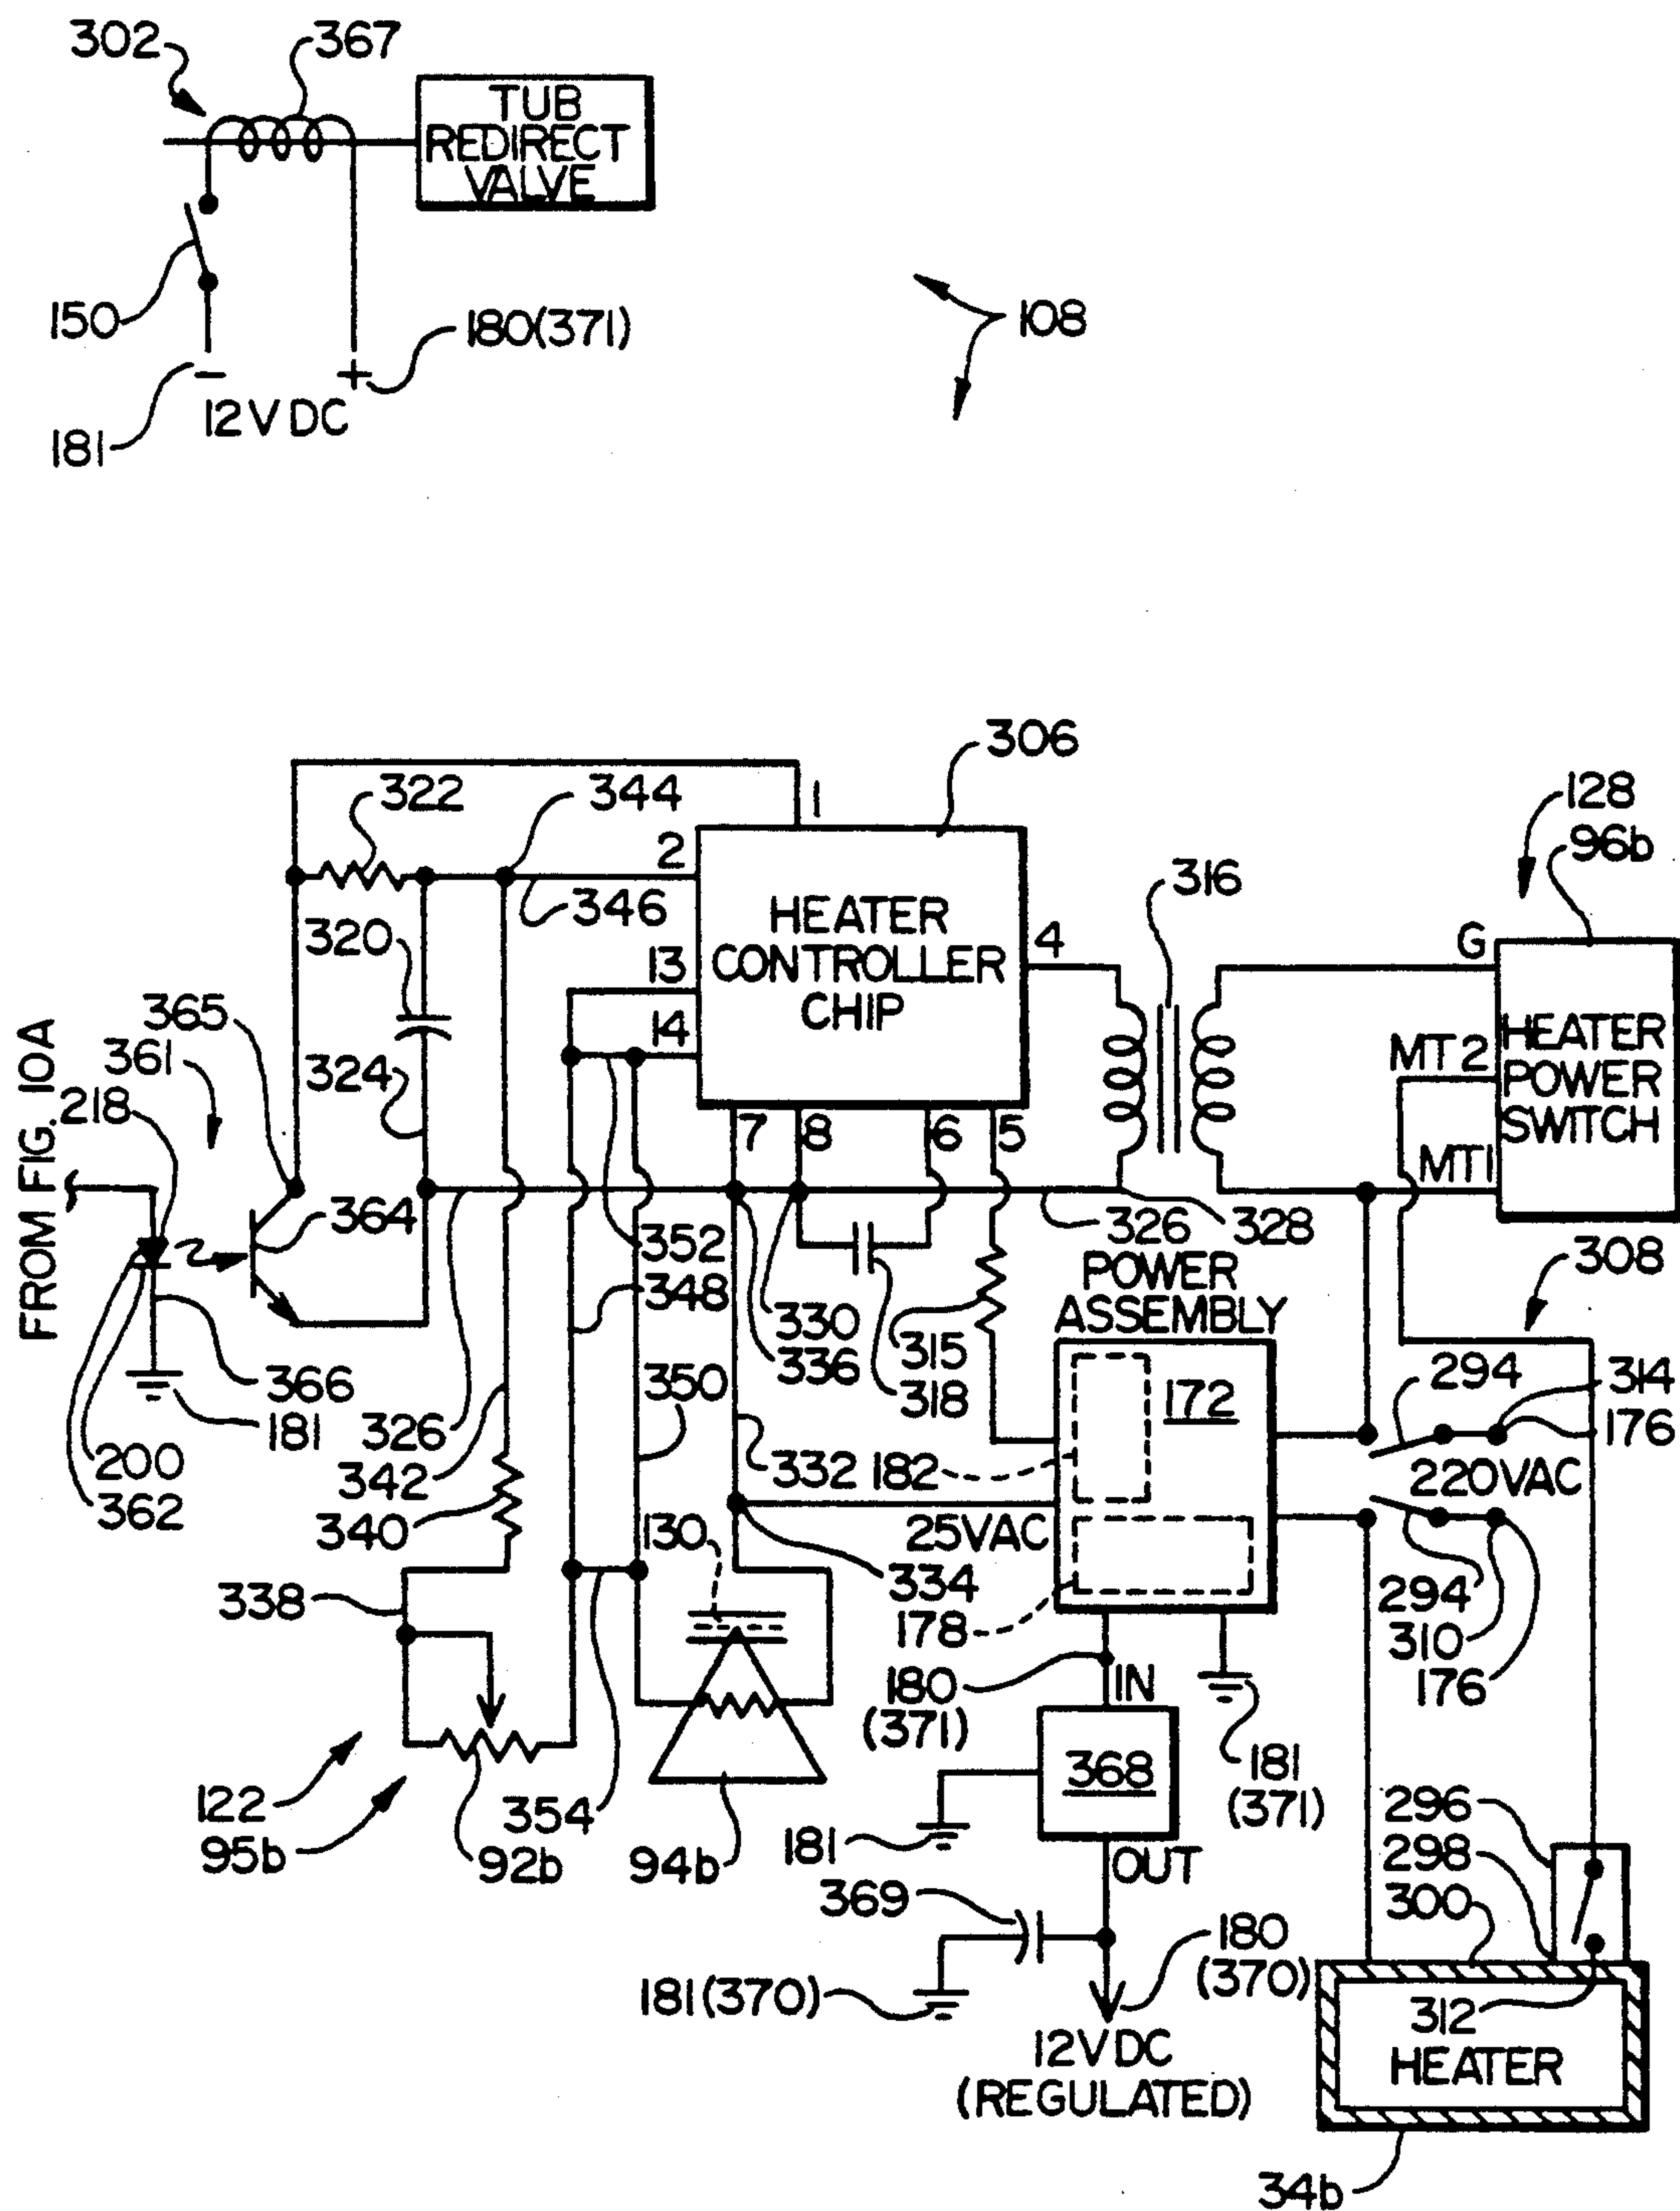 302
367
TUB
REDIRECT
VALVE
150
180(371)
108
181
12VDC
306
322
344
1
128
96b
2
316
346
HEATER
CONTROLLER
CHIP
320
4
G
13
365
14
HEATER
POWER
SWITCH
361
324
MT2
218
7
8
6
5
MT1
FROM FIG. 10A
364
326
328
352
POWER
ASSEMBLY
308
348
330
336
315
318
366
181
350
172
294
314
176
326
200
342
332
182
220VAC
362
340
130
25VAC
334
294
338
178
310
180
(371)
IN
176
122
95b
354
92b
94b
368
181
(371)
181
296
298
300
OUT
369
180
(370)
181(370)
312
HEATER
12VDC
(REGULATED)
34b